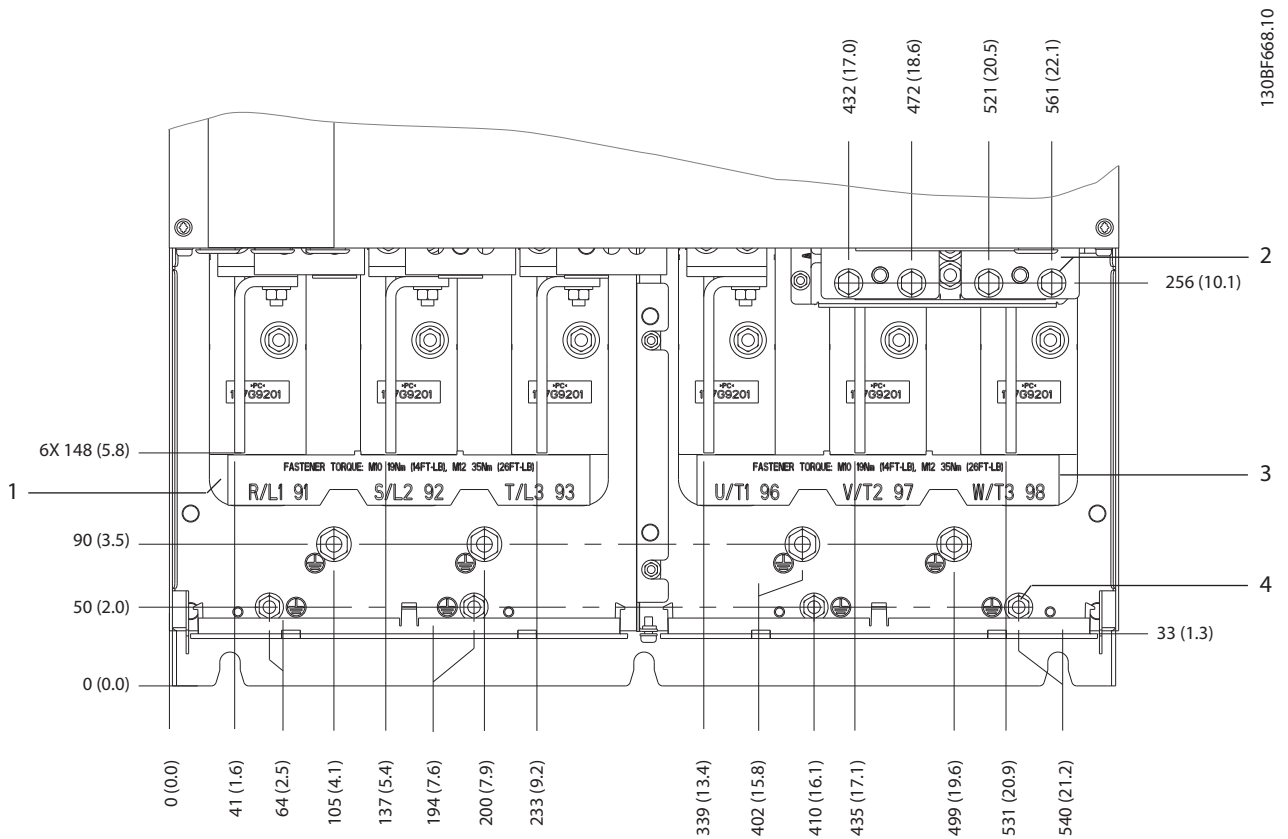 130BF668.10
432 (17.0)
472 (18.6)
521 (20.5)
561 (22.1)
2
256 (10.1)
»PC«
»PC«
»PC«
»PC«
»PC«
»PC«
6X 148 (5.8)
FASTENER TORQUE: M10 19Nm (14FT-LB), M12 35Nm (26FT-LB)
FASTENER TORQUE: M10 19Nm (14FT-LB), M12 35Nm (26FT-LB)
3
1
R/L1 91 S/L2 92 T/L3 93
U/T1 96 V/T2 97 W/T3 98
90 (3.5)
4
50 (2.0)
33 (1.3)
0 (0.0)
0 (0.0)
41 (1.6)
64 (2.5)
105 (4.1)
137 (5.4)
194 (7.6)
200 (7.9)
233 (9.2)
339 (13.4)
402 (15.8)
410 (16.1)
435 (17.1)
499 (19.6)
531 (20.9)
540 (21.2)